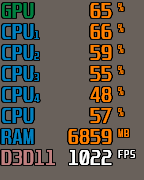 GPU 65 %
CPU1 66 %
CPU2 59 %
CPU3 55 %
CPU4 48 %
CPU 57 %
RAM 6859 MB
D3D11 1022 FPS